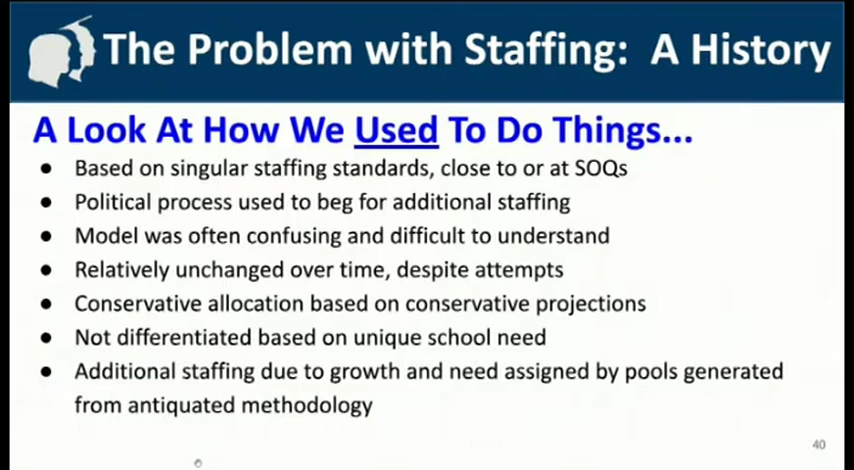 The Problem with Staffing: A History
A Look At How We Used To Do Things...
● Based on singular staffing standards, close to or at SOQs
● Political process used to beg for additional staffing
● Model was often confusing and difficult to understand
● Relatively unchanged over time, despite attempts
● Conservative allocation based on conservative projections
● Not differentiated based on unique school need
● Additional staffing due to growth and need assigned by pools generated
from antiquated methodology
40